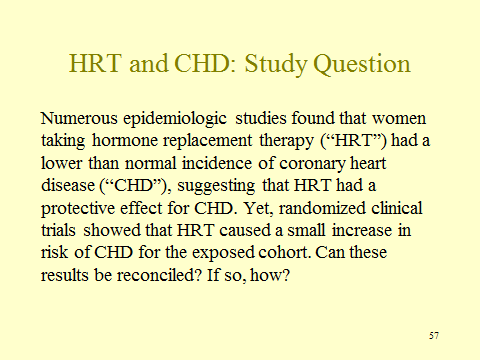 HRT and CHD: Study Question
Numerous epidemiologic studies found that women
taking hormone replacement therapy (“HRT”) had a
lower than normal incidence of coronary heart
disease (“CHD”), suggesting that HRT had a
protective effect for CHD. Yet, randomized clinical
trials showed that HRT caused a small increase in
risk of CHD for the exposed cohort. Can these
results be reconciled? If so, how?
57